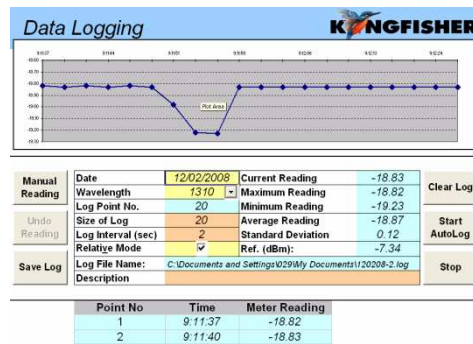 Data Logging
KINGFISHER
Plot Area
Manual Reading
Undo Reading
Save Log
Date 12/02/2008 Current Reading -18.83
Wavelength 1310 Maximum Reading -18.82
Log Point No. 20 Minimum Reading -19.23
Size of Log 20 Average Reading -18.87
Log Interval (sec) 2 Standard Deviation 0.12
Relative Mode Ref. (dBm): -7.34
Log File Name: C:\Documents and Settings\029\My Documents\120208-2.log
Description
Clear Log
Start AutoLog
Stop
Point No Time Meter Reading
1 9:11:37 -18.82
2 9:11:40 -18.83